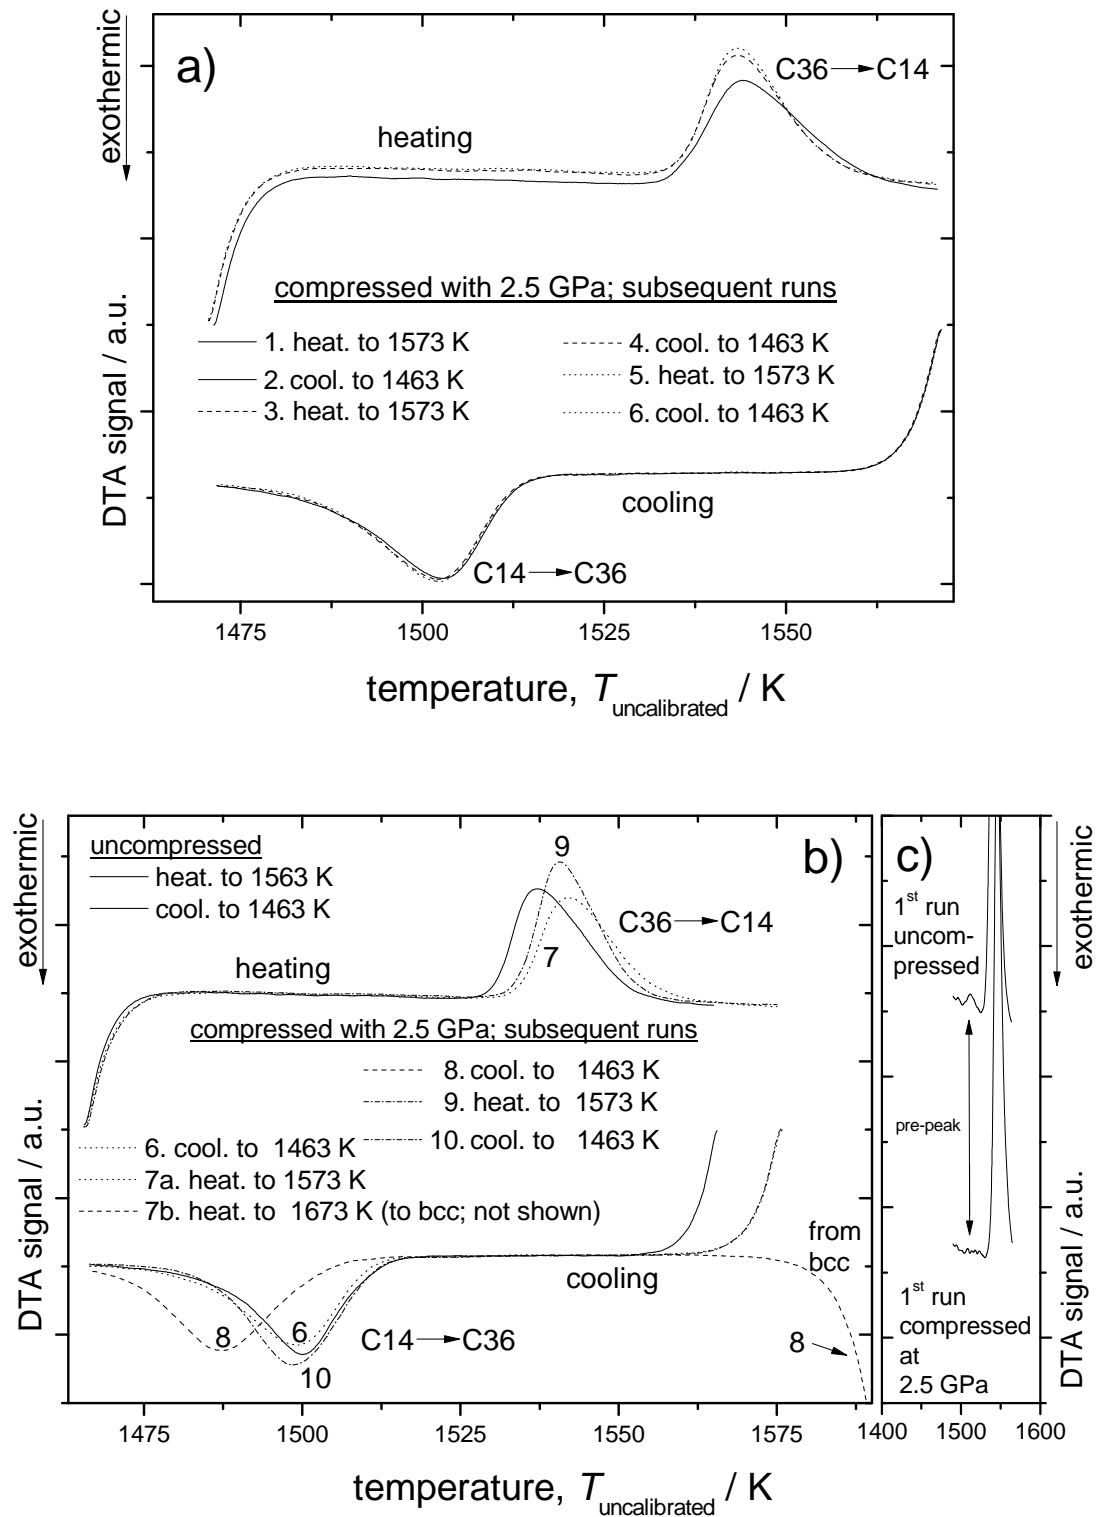 exothermic
a)
C36 → C14
heating
compressed with 2.5 GPa; subsequent runs
1. heat. to 1573 K
2. cool. to 1463 K
3. heat. to 1573 K
4. cool. to 1463 K
5. heat. to 1573 K
6. cool. to 1463 K
DTA signal / a.u.
cooling
C14 → C36
1475 1500 1525 1550
temperature, T uncalibrated / K
exothermic
uncompressed
heat. to 1563 K
cool. to 1463 K
b)
9
C36 → C14
7
heating
compressed with 2.5 GPa; subsequent runs
8. cool. to 1463 K
9. heat. to 1573 K
10. cool. to 1463 K
6. cool. to 1463 K
7a. heat. to 1573 K
7b. heat. to 1673 K (to bcc; not shown)
DTA signal / a.u.
from
bcc
cooling
8
6
10
C14 → C36
8
1475 1500 1525 1550 1575
temperature, T uncalibrated / K
c)
exothermic
1st run
uncom-
pressed
pre-peak
1st run
compressed
at
2.5 GPa
DTA signal / a.u.
1400 1500 1600